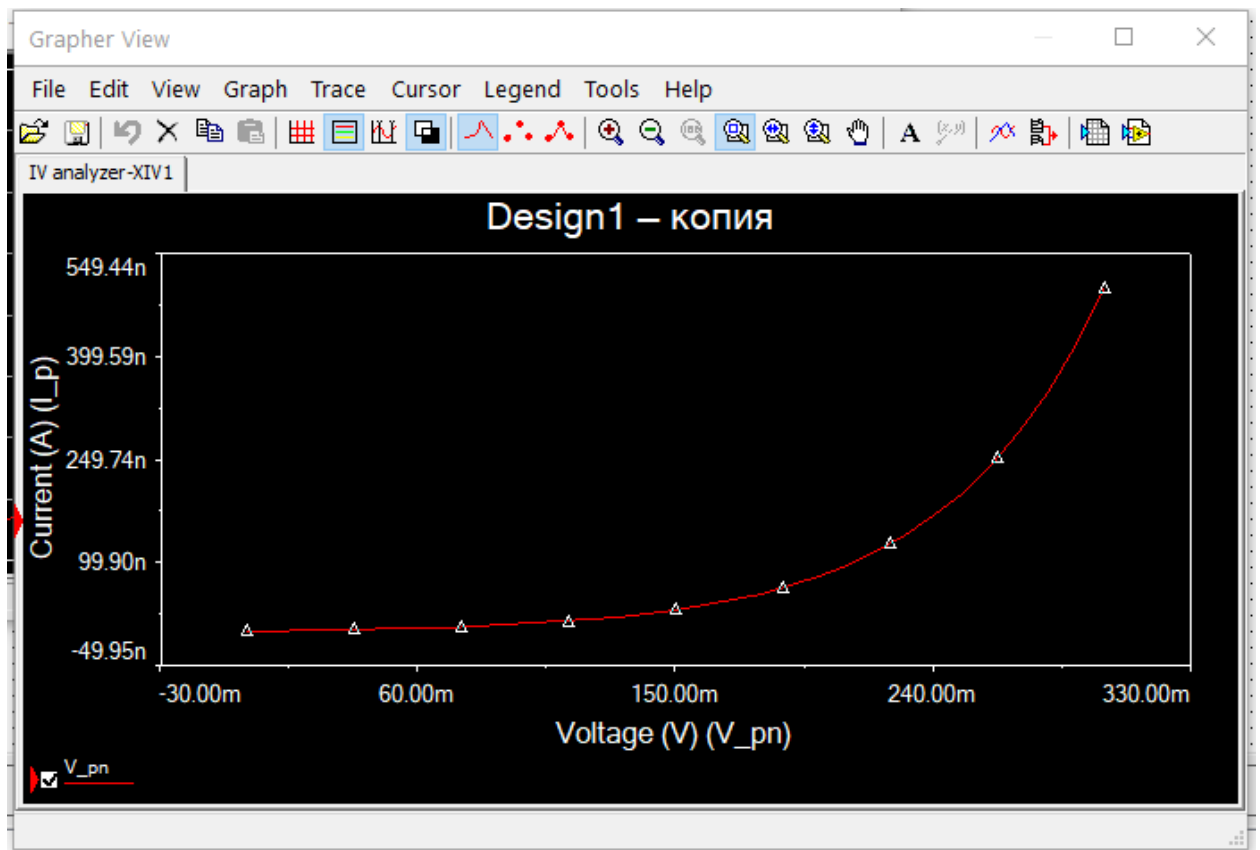 Grapher View
File Edit View Graph Trace Cursor Legend Tools Help
A (x,y)
IV analyzer-XIV1
Design1 – копия
549.44n
399.59n
249.74n
99.90n
-49.95n
Current (A) (I_p)
-30.00m 60.00m 150.00m 240.00m 330.00m
Voltage (V) (V_pn)
V_pn